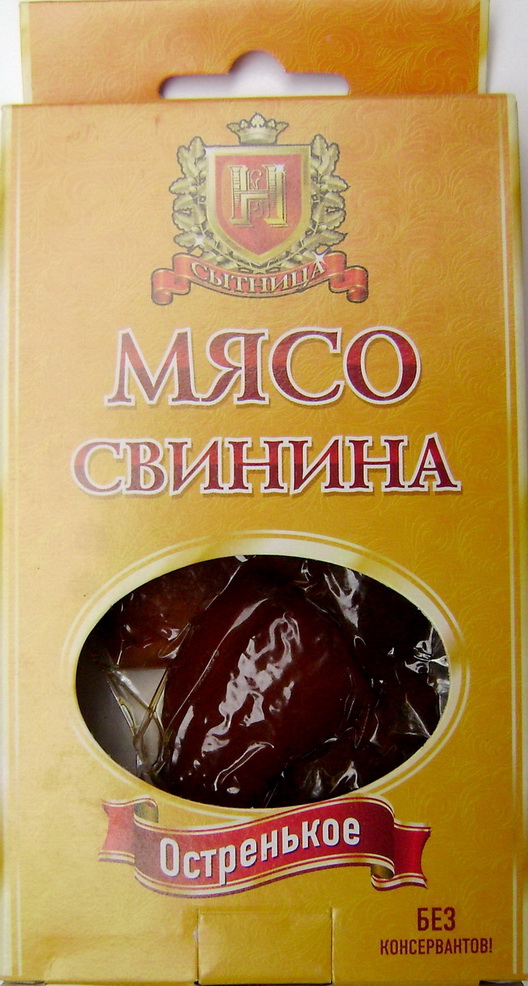 Н
СЫТНИЦА
МЯСО
СВИНИНА
Остренькое
БЕЗ
КОНСЕРВАНТОВ!